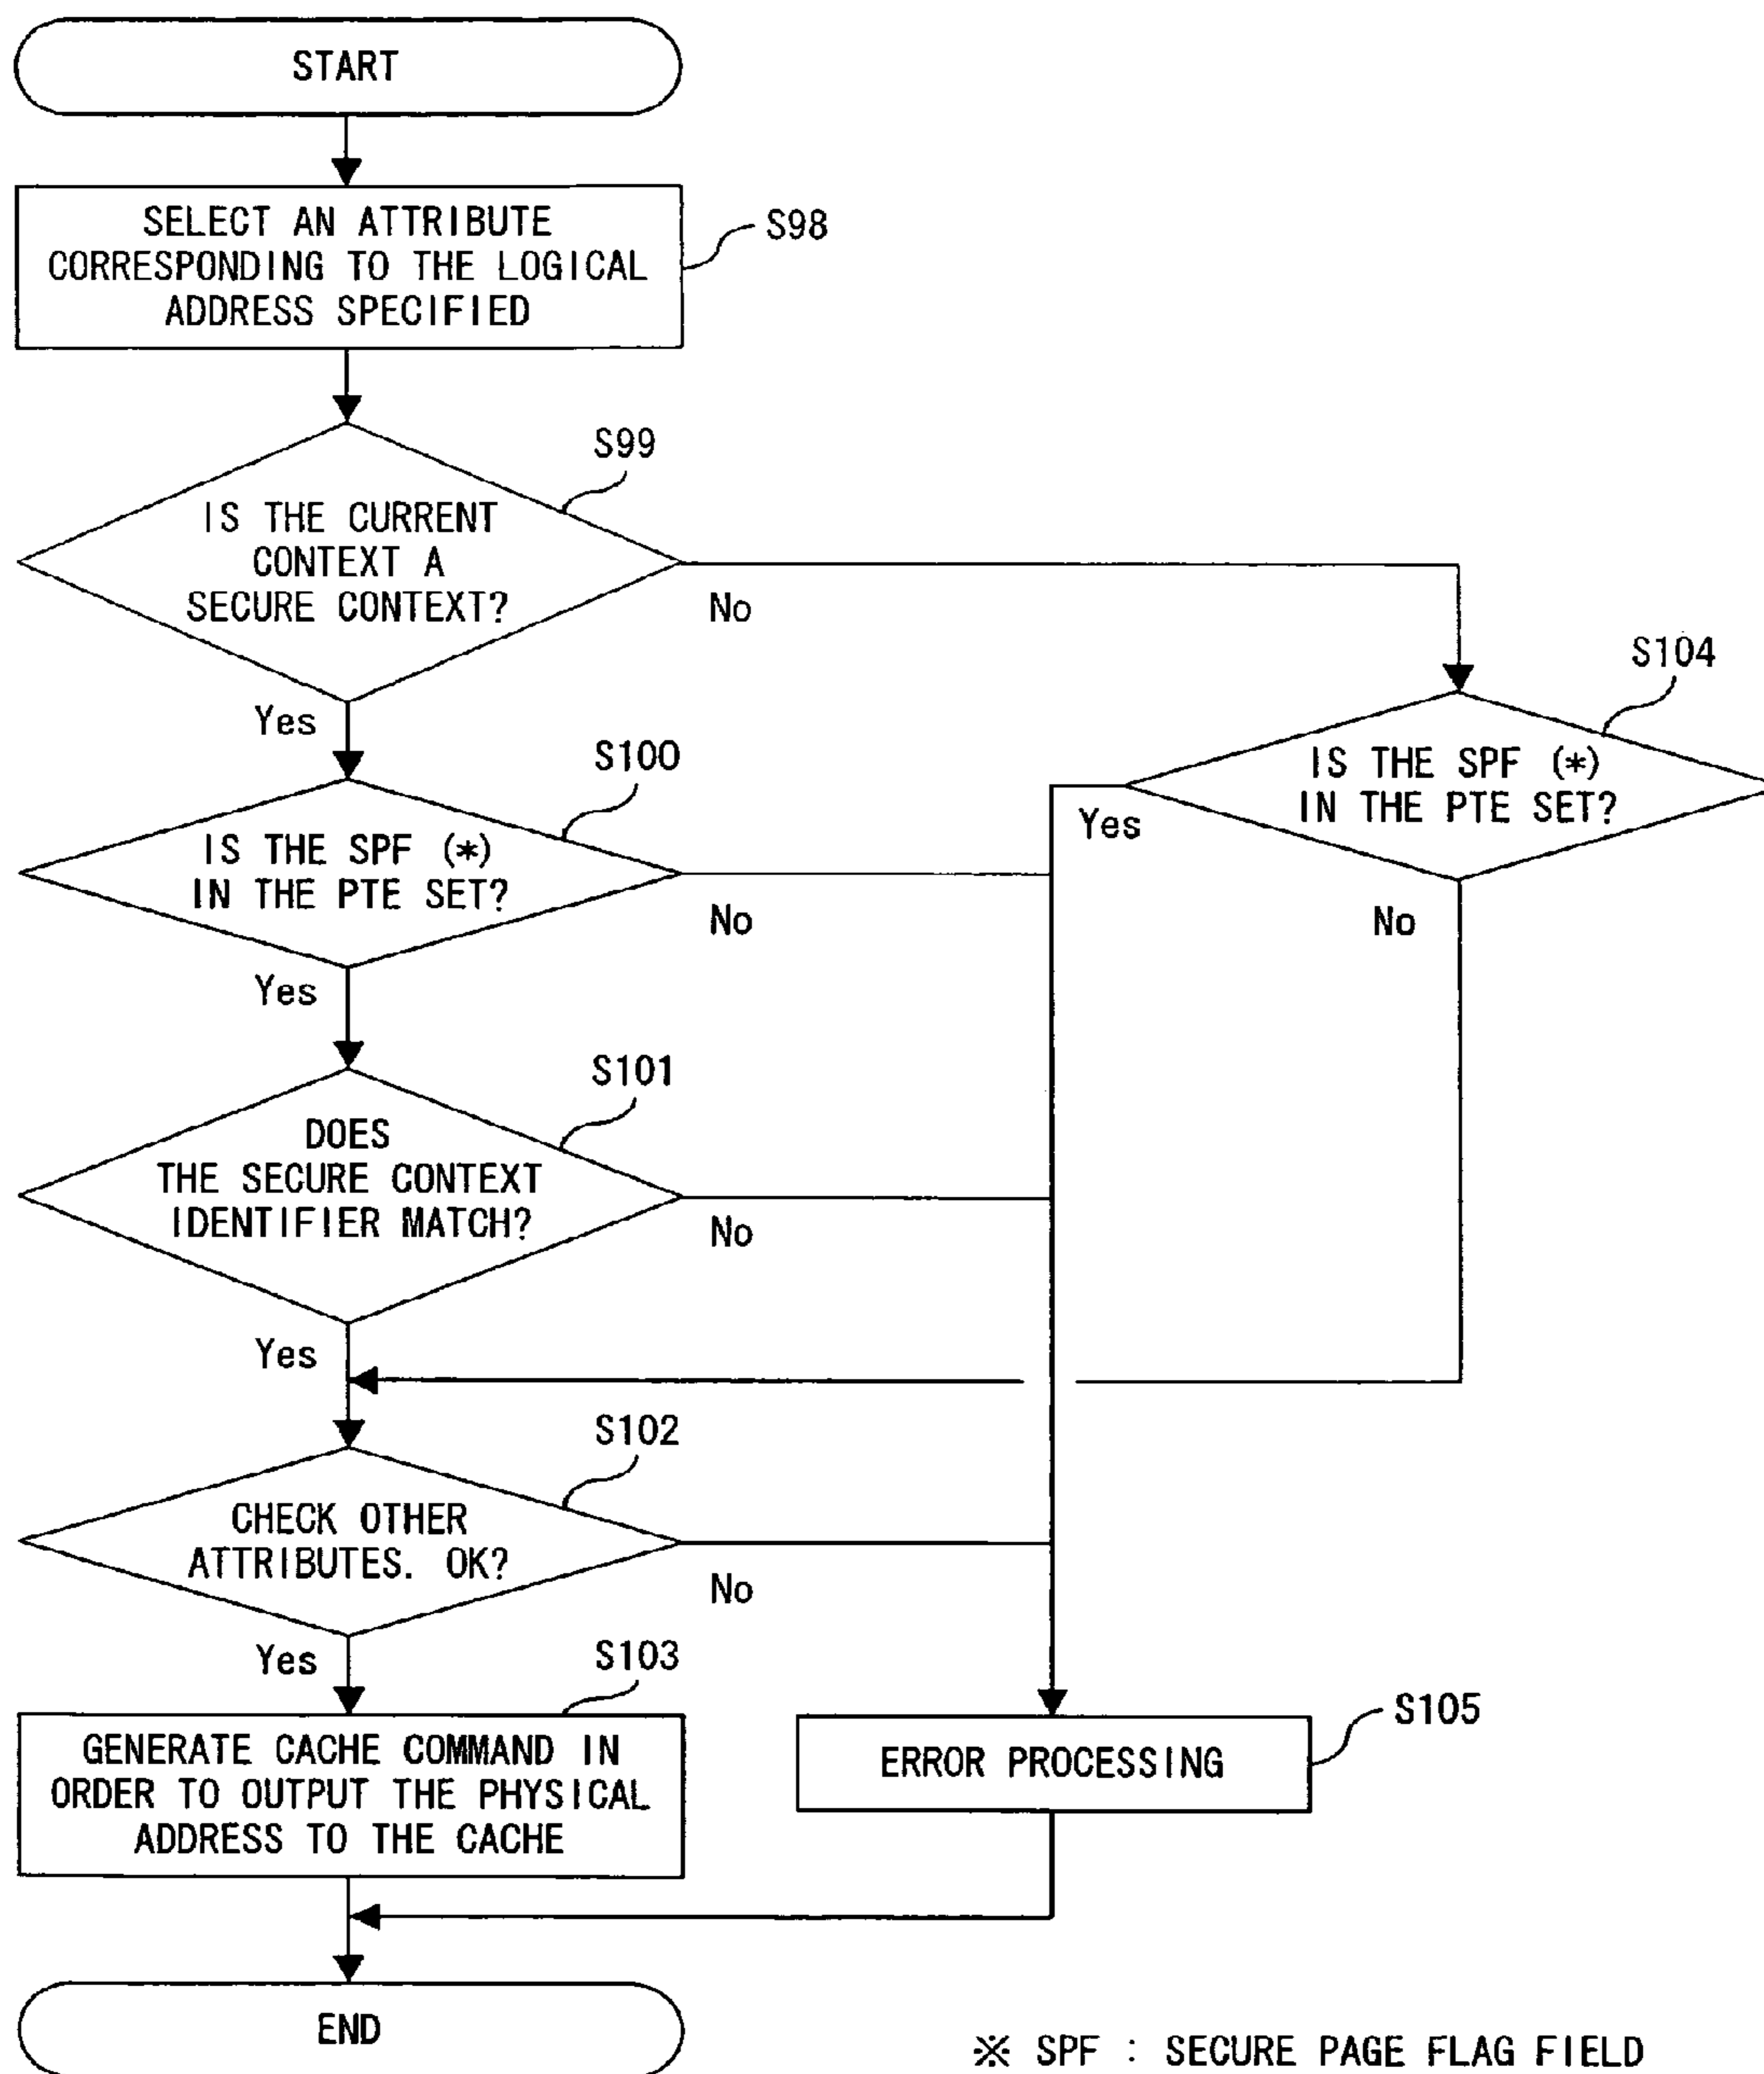 START
SELECT AN ATTRIBUTE
CORRESPONDING TO THE LOGICAL
ADDRESS SPECIFIED
S98
S99
IS THE CURRENT
CONTEXT A
SECURE CONTEXT?
No
Yes
S104
IS THE SPF (*)
IN THE PTE SET?
Yes
No
S100
IS THE SPF (*)
IN THE PTE SET?
No
Yes
S101
DOES
THE SECURE CONTEXT
IDENTIFIER MATCH?
No
Yes
S102
CHECK OTHER
ATTRIBUTES. OK?
No
Yes
S103
GENERATE CACHE COMMAND IN
ORDER TO OUTPUT THE PHYSICAL
ADDRESS TO THE CACHE
S105
ERROR PROCESSING
END
※ SPF : SECURE PAGE FLAG FIELD